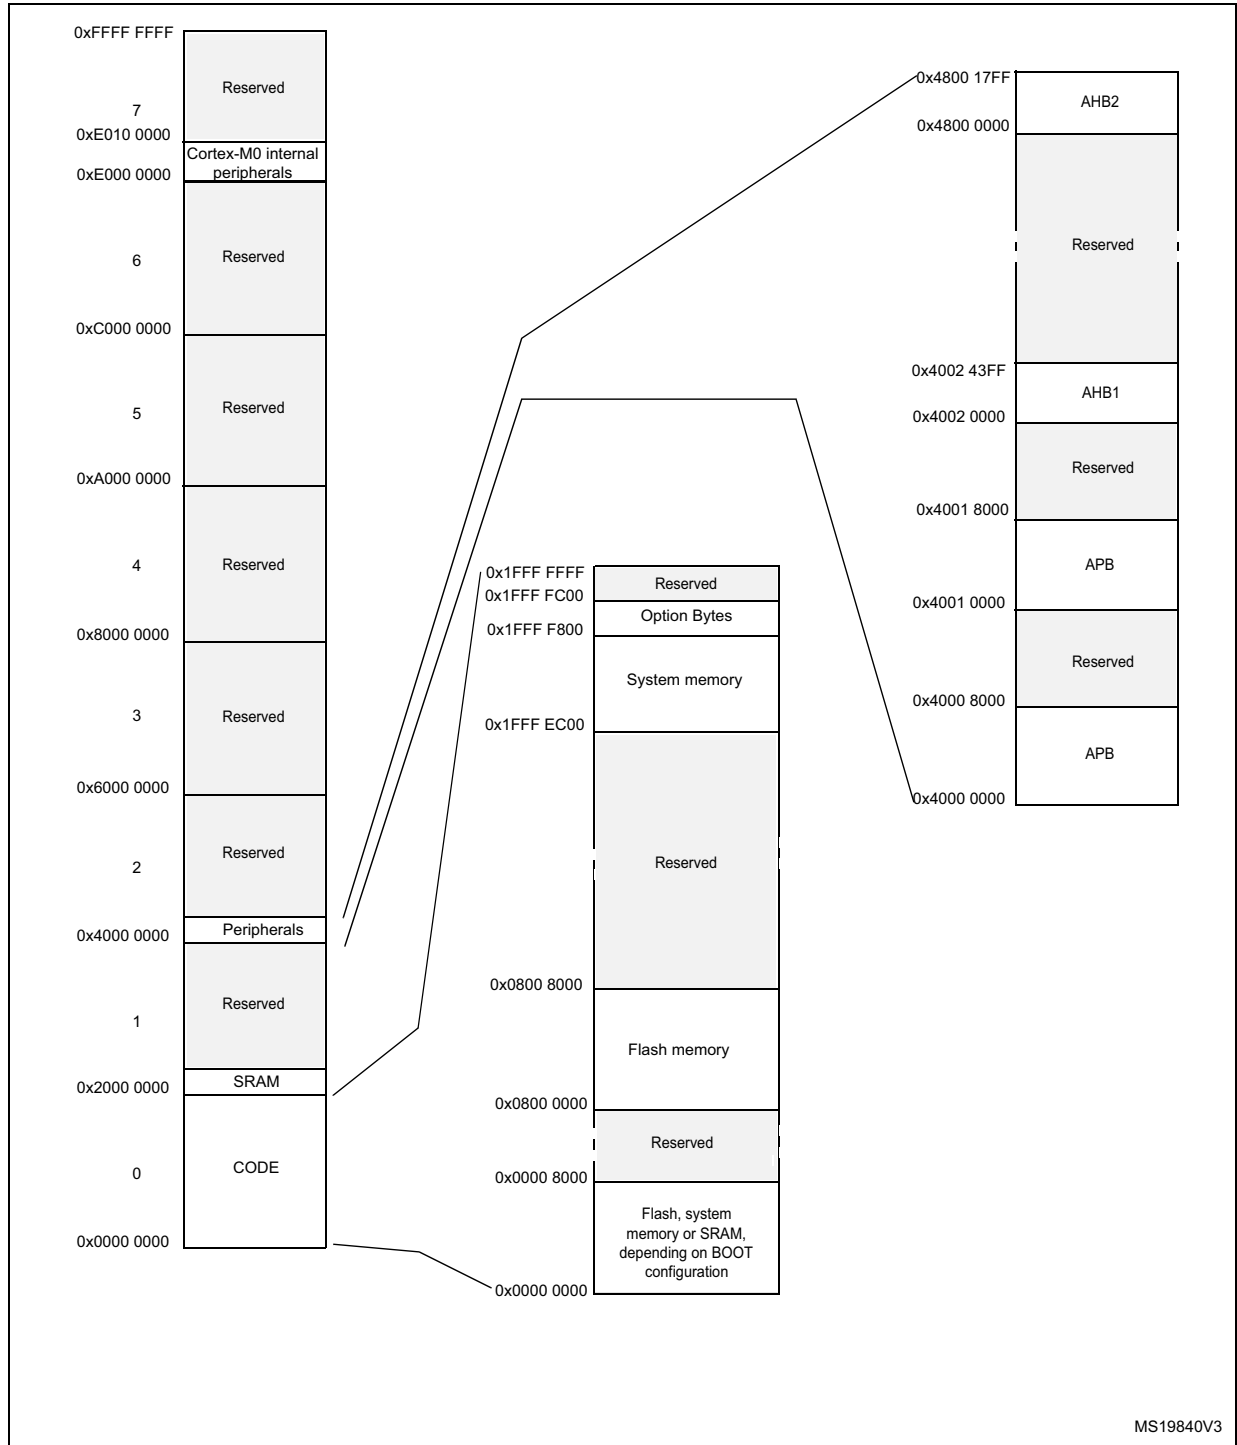 0xFFFF FFFF
Reserved
7
0xE010 0000
Cortex-M0 internal
peripherals
0xE000 0000
Reserved
6
0xC000 0000
Reserved
5
0xA000 0000
Reserved
4
0x8000 0000
Reserved
3
0x6000 0000
Reserved
2
Peripherals
0x4000 0000
Reserved
1
SRAM
0x2000 0000
CODE
0
0x0000 0000
0x1FFF FFFF
Reserved
0x1FFF FC00
Option Bytes
0x1FFF F800
System memory
0x1FFF EC00
Reserved
0x0800 8000
Flash memory
0x0800 0000
Reserved
0x0000 8000
Flash, system
memory or SRAM,
depending on BOOT
configuration
0x0000 0000
0x4800 17FF
AHB2
0x4800 0000
Reserved
0x4002 43FF
AHB1
0x4002 0000
Reserved
0x4001 8000
APB
0x4001 0000
Reserved
0x4000 8000
APB
0x4000 0000
MS19840V3